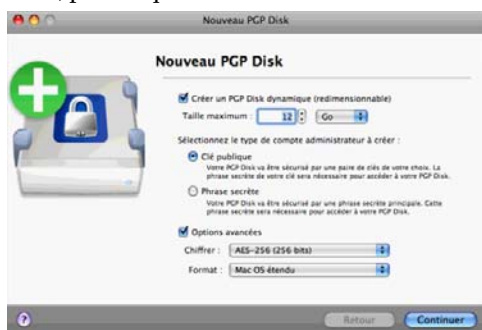 Nouveau PGP Disk
Nouveau PGP Disk
Créer un PGP Disk dynamique (redimensionnable)
Taille maximum : 12 Go
Sélectionnez le type de compte administrateur à créer :
Clé publique
Votre PGP Disk va être sécurisé par une paire de clés de votre choix. La
phrase secrète de votre clé sera nécessaire pour accéder à votre PGP Disk.
Phrase secrète
Votre PGP Disk va être sécurisé par une phrase secrète principale. Cette
phrase secrète sera nécessaire pour accéder à votre PGP Disk.
Options avancées
Chiffrer : AES-256 (256 bits)
Format : Mac OS étendu
? Retour Continuer